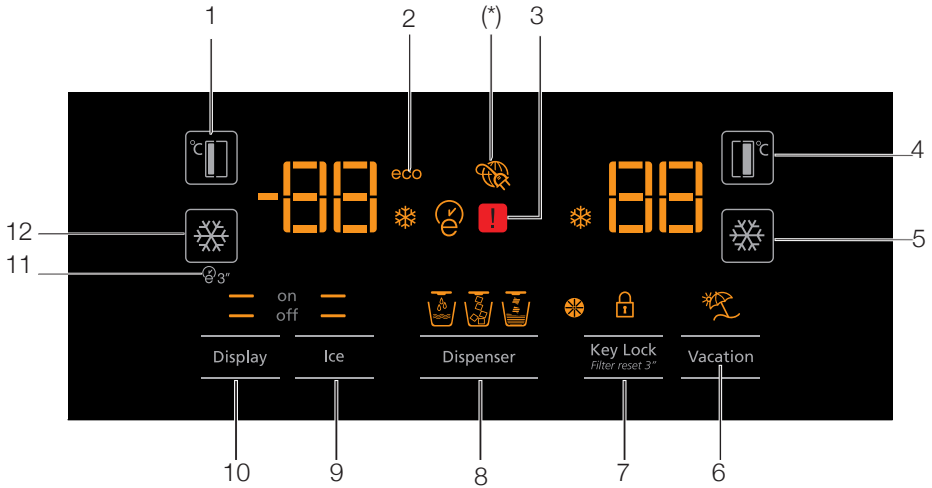 1 2 (*) 3
°C -88 eco 88 °C
4
12
e
!
5
11
e 3"
on
off
Display Ice Dispenser Key Lock Vacation
Filter reset 3"
10 9 8 7 6